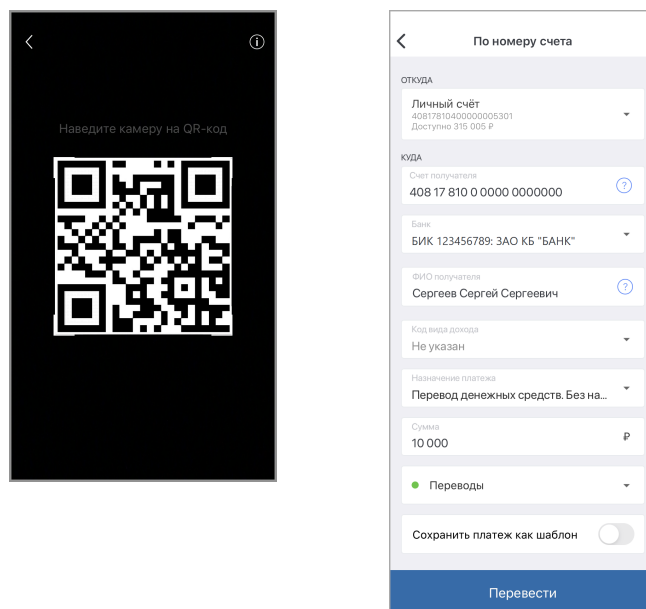 Наведите камеру на QR-код
По номеру счета
ОТКУДА
Личный счёт
40817810400000005301
Доступно 315 005 ₽
КУДА
Счет получателя
408 17 810 0 0000 0000000
Банк
БИК 123456789: ЗАО КБ "БАНК"
ФИО получателя
Сергеев Сергей Сергеевич
Код вида дохода
Не указан
Назначение платежа
Перевод денежных средств. Без на...
Сумма
10 000 ₽
Переводы
Сохранить платеж как шаблон
Перевести